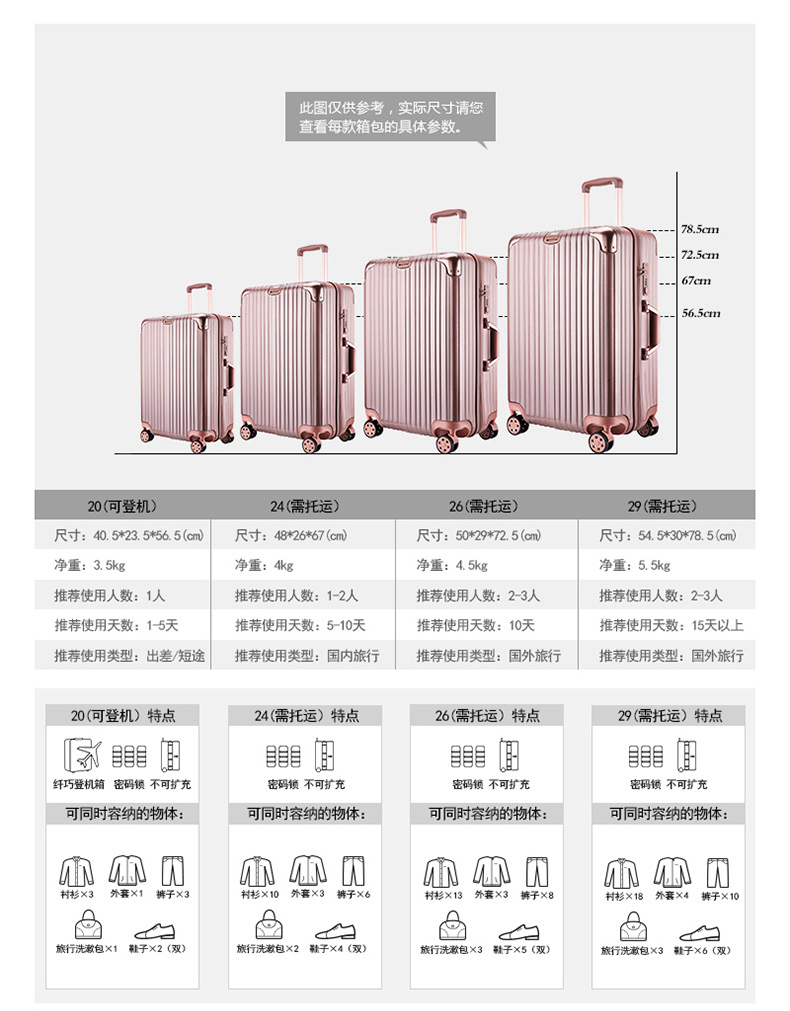 此图仅供参考，实际尺寸请您
查看每款箱包的具体参数。
78.5cm
72.5cm
67cm
56.5cm
20(可登机) 24(需托运) 26(需托运) 29(需托运)
尺寸: 40.5*23.5*56.5(cm) 尺寸: 48*26*67(cm) 尺寸: 50*29*72.5(cm) 尺寸: 54.5*30*78.5(cm)
净重: 3.5kg 净重: 4kg 净重: 4.5kg 净重: 5.5kg
推荐使用人数: 1人 推荐使用人数: 1-2人 推荐使用人数: 2-3人 推荐使用人数: 2-3人
推荐使用天数: 1-5天 推荐使用天数: 5-10天 推荐使用天数: 10天 推荐使用天数: 15天以上
推荐使用类型: 出差/短途 推荐使用类型: 国内旅行 推荐使用类型: 国外旅行 推荐使用类型: 国外旅行
20(可登机) 特点 24(需托运) 特点 26(需托运) 特点 29(需托运) 特点
纤巧登机箱 密码锁 不可扩充 密码锁 不可扩充 密码锁 不可扩充 密码锁 不可扩充
可同时容纳的物体: 可同时容纳的物体: 可同时容纳的物体: 可同时容纳的物体:
衬衫×3 外套×1 裤子×3 衬衫×10 外套×3 裤子×6 衬衫×13 外套×3 裤子×8 衬衫×18 外套×4 裤子×10
旅行洗漱包×1 鞋子×2（双） 旅行洗漱包×2 鞋子×4（双） 旅行洗漱包×3 鞋子×5（双） 旅行洗漱包×3 鞋子×6（双）